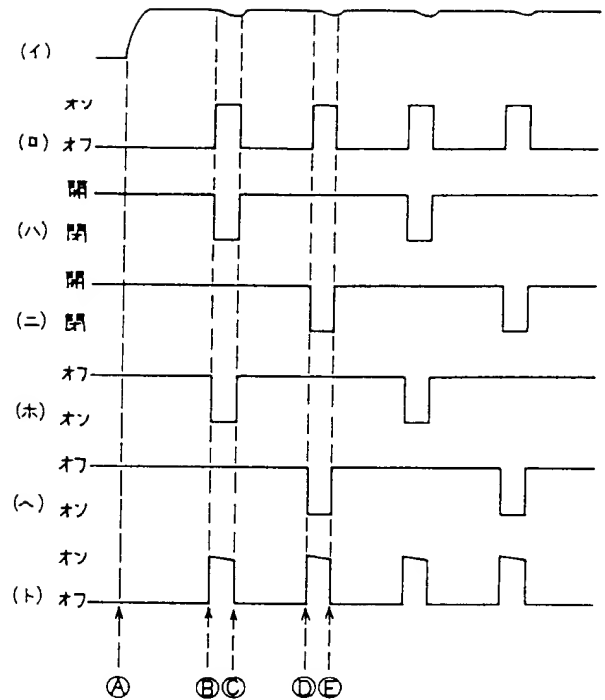 (イ)
オン
(ロ) オフ
開
(ハ) 閉
開
(ニ) 閉
オフ
(ホ) オン
オフ
(ヘ) オン
オン
(ト) オフ
Ⓐ Ⓑ Ⓒ Ⓓ Ⓔ